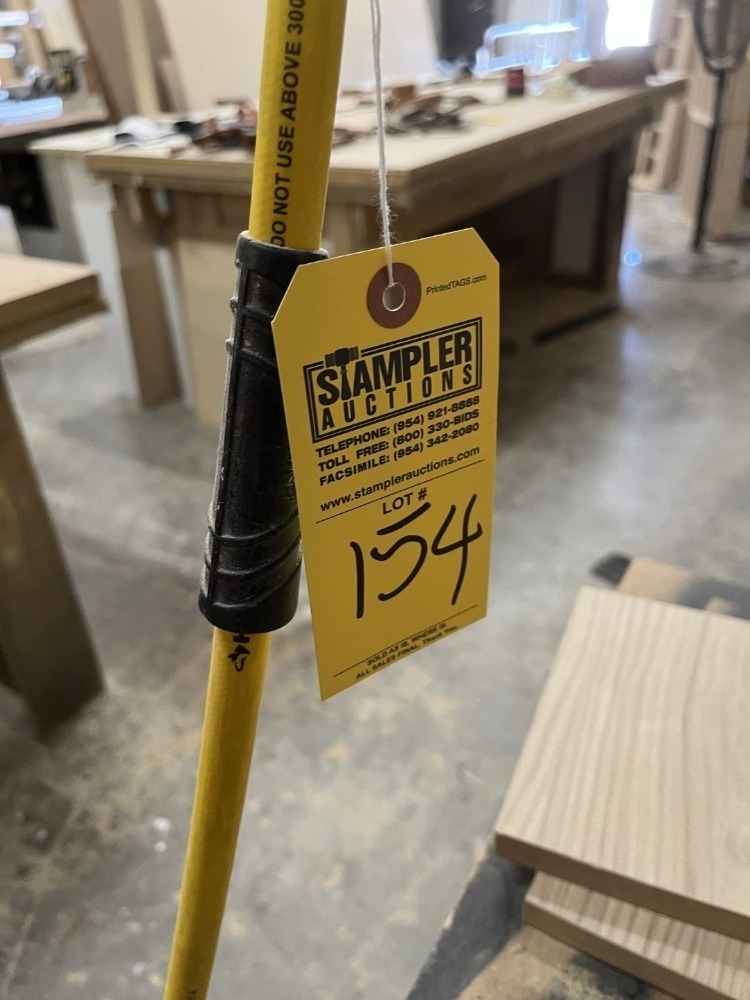 DO NOT USE ABOVE 300
PrintedTAGS.com
STAMPLER
AUCTIONS
TELEPHONE: (954) 921-8888
TOLL FREE: (800) 330-BIDS
FACSIMILE: (954) 342-2080
www.stamplerauctions.com
LOT #
154
SOLD AS IS, WHERE IS.
ALL SALES FINAL. Thank You.